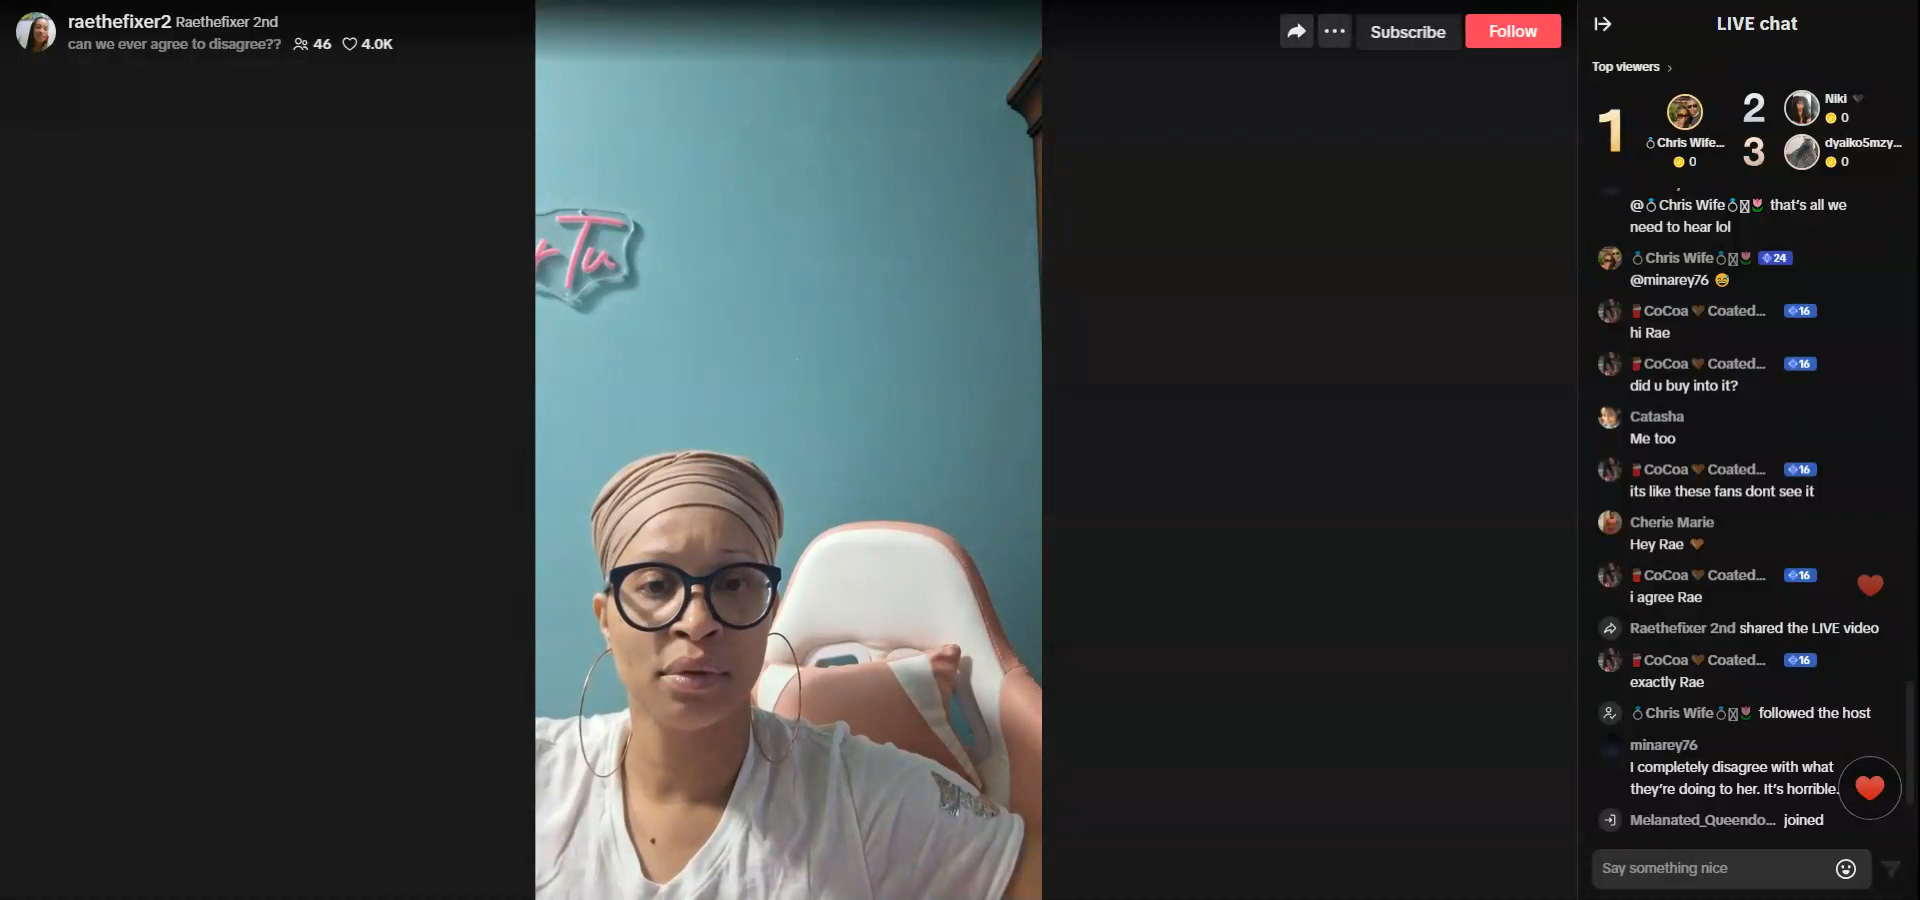 raethefixer2 Raethefixer 2nd
can we ever agree to disagree?? 46 4.0K
Subscribe
Follow
rTu
LIVE chat
Top viewers
1
Chris Wife...
0
2
Niki
0
3
dyaiko5mzy...
0
@Chris Wife that's all we
need to hear lol
Chris Wife 24
@minarey76
CoCoa Coated... 16
hi Rae
CoCoa Coated... 16
did u buy into it?
Catasha
Me too
CoCoa Coated... 16
its like these fans dont see it
Cherie Marie
Hey Rae
CoCoa Coated... 16
i agree Rae
Raethefixer 2nd shared the LIVE video
CoCoa Coated... 16
exactly Rae
Chris Wife followed the host
minarey76
I completely disagree with what
they're doing to her. It's horrible.
Melanated_Queendo... joined
Say something nice